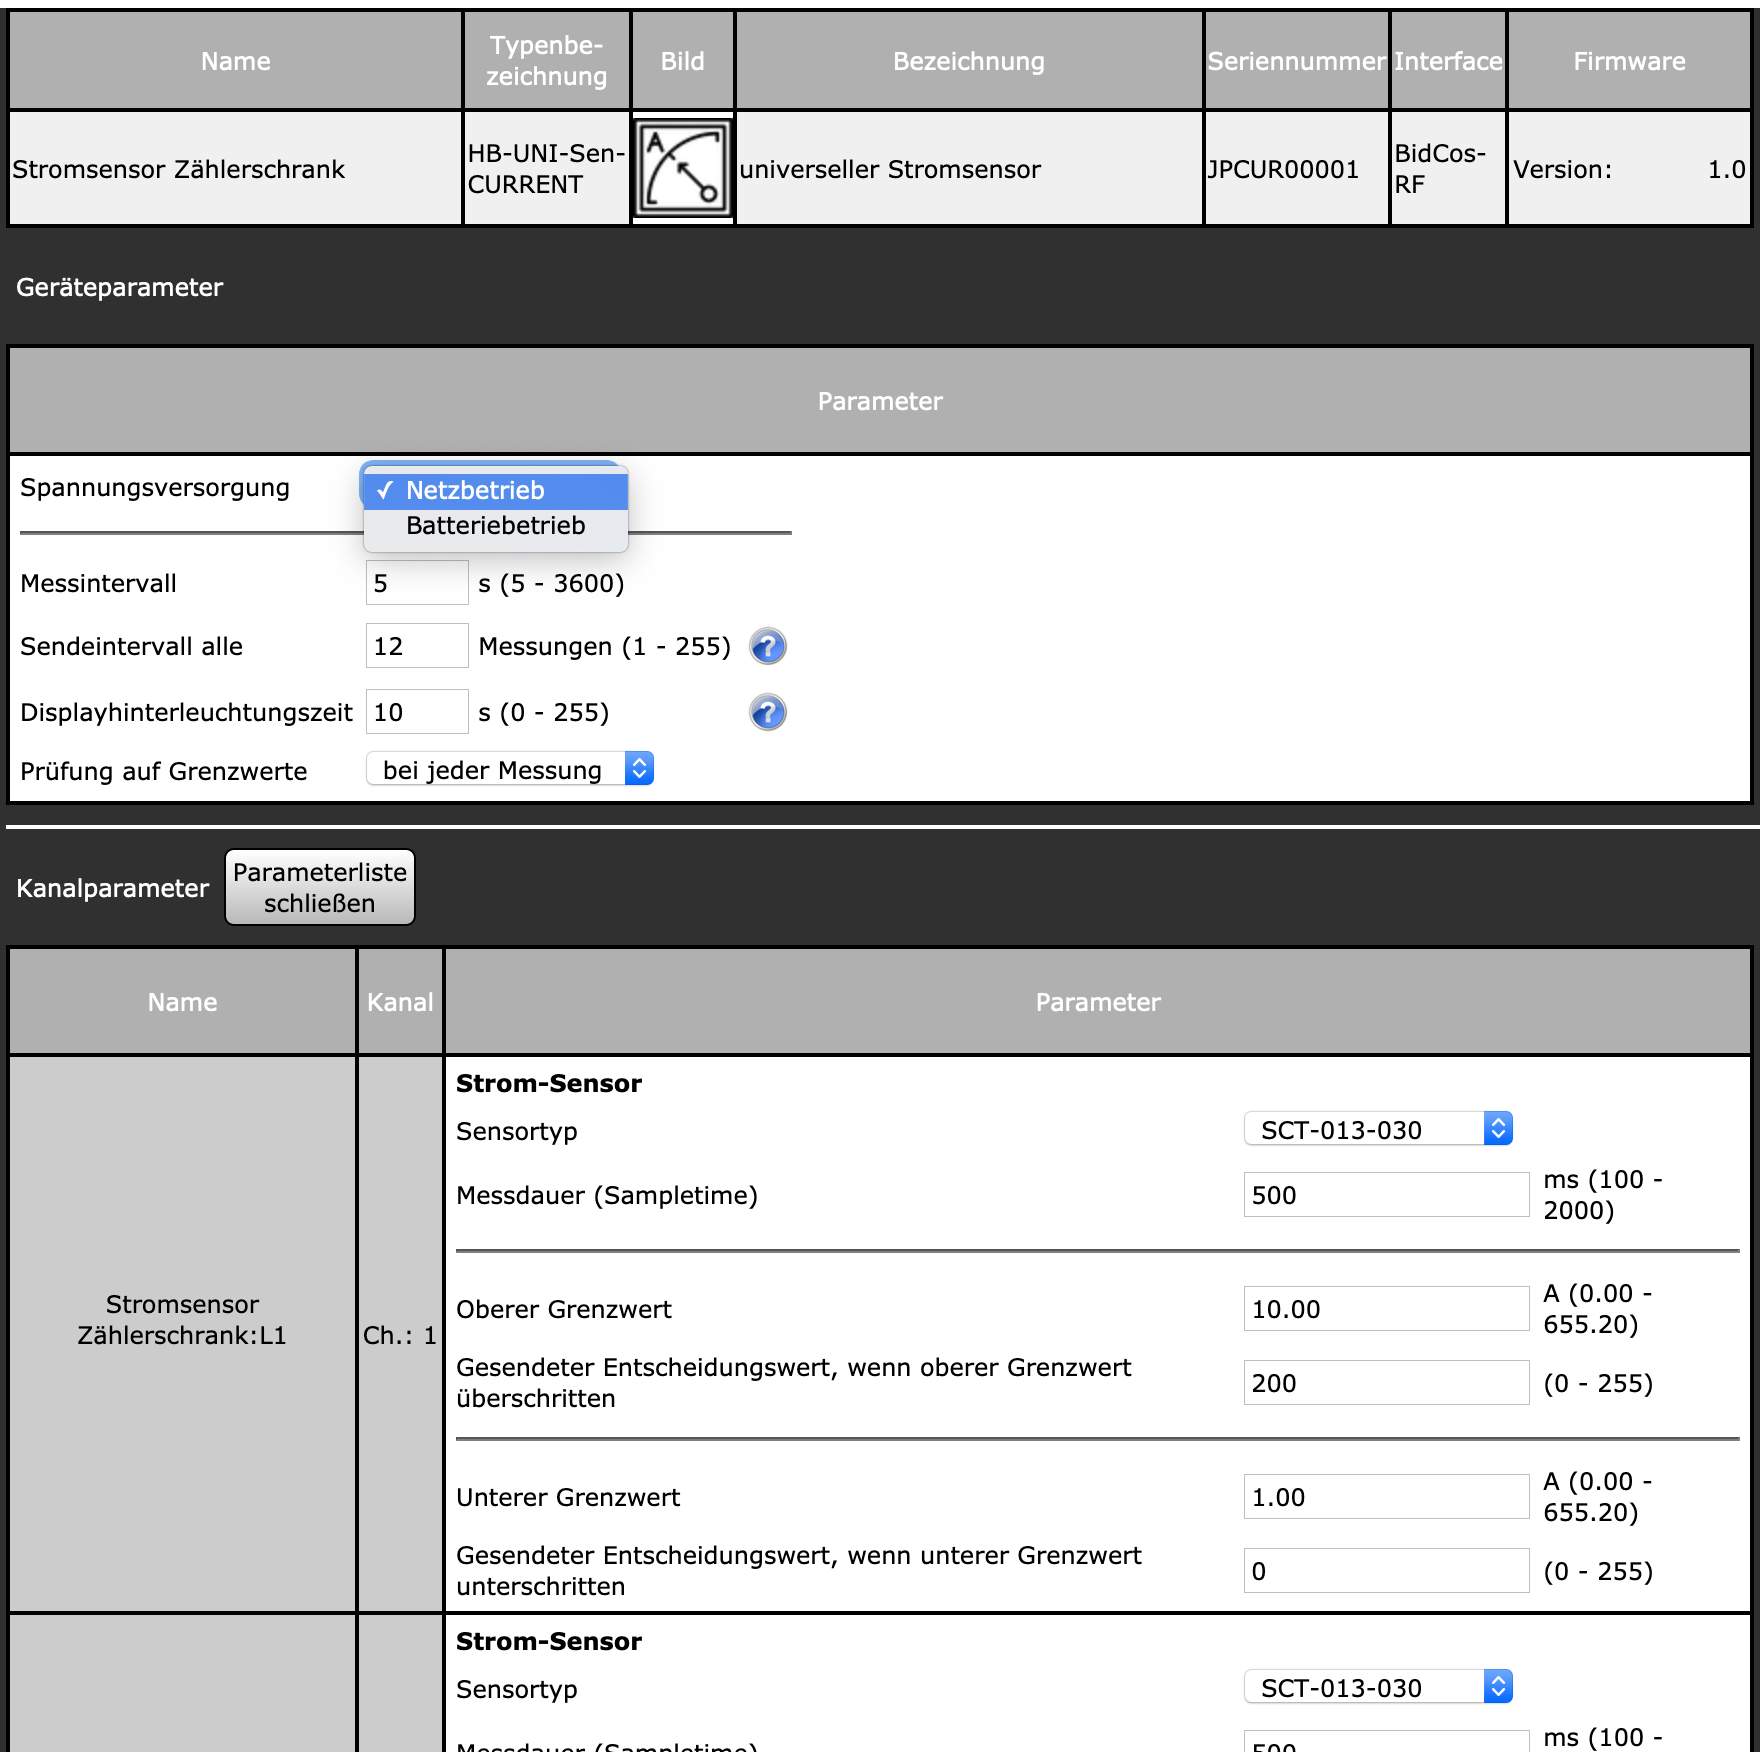 Name Typenbe-
zeichnung Bild Bezeichnung Seriennummer Interface Firmware
Stromsensor Zählerschrank HB-UNI-Sen-
CURRENT A universeller Stromsensor JPCUR00001 BidCos-
RF Version: 1.0
Geräteparameter
Parameter
Spannungsversorgung ✓ Netzbetrieb
Batteriebetrieb
Messintervall 5 s (5 - 3600)
Sendeintervall alle 12 Messungen (1 - 255) ?
Displayhinterleuchtungszeit 10 s (0 - 255) ?
Prüfung auf Grenzwerte bei jeder Messung
Kanalparameter Parameterliste
schließen
Name Kanal Parameter
Stromsensor
Zählerschrank:L1
Ch.: 1
Strom-Sensor
Sensortyp SCT-013-030
Messdauer (Sampletime) 500 ms (100 -
2000)
Oberer Grenzwert 10.00 A (0.00 -
655.20)
Gesendeter Entscheidungswert, wenn oberer Grenzwert
überschritten 200 (0 - 255)
Unterer Grenzwert 1.00 A (0.00 -
655.20)
Gesendeter Entscheidungswert, wenn unterer Grenzwert
unterschritten 0 (0 - 255)
Strom-Sensor
Sensortyp SCT-013-030
Messdauer (Sampletime) 500 ms (100 -